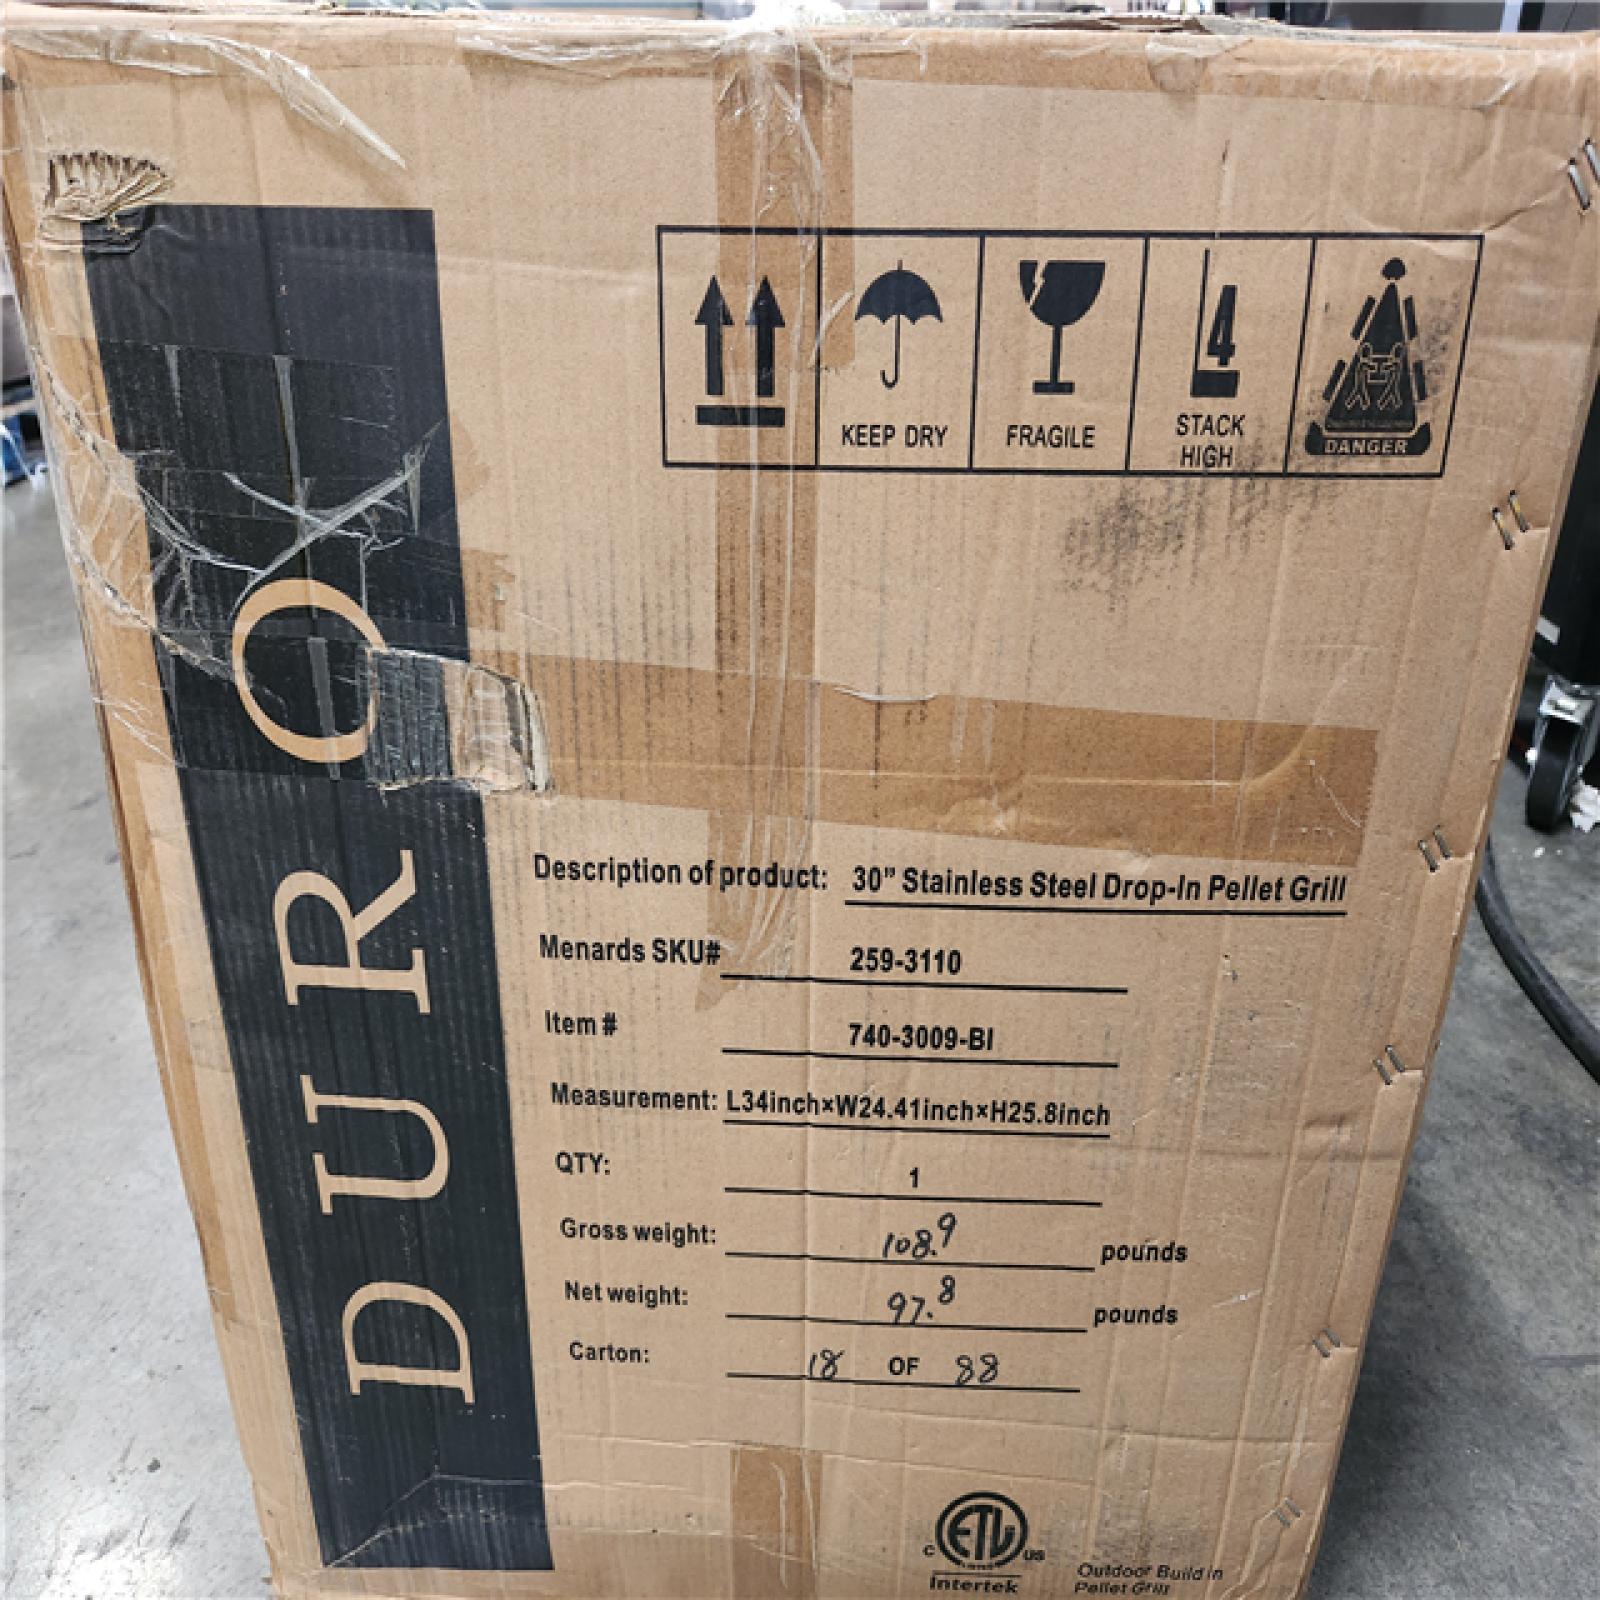 DURO
4
KEEP DRY
FRAGILE
STACK
HIGH
DANGER
Description of product: 30” Stainless Steel Drop-In Pellet Grill
Menards SKU# 259-3110
Item # 740-3009-BI
Measurement: L34inch×W24.41inch×H25.8inch
QTY: 1
Gross weight: 108.9 pounds
Net weight: 97.8 pounds
Carton: 18 OF 88
C ETL US
Intertek
Outdoor Build in
Pellet Grill